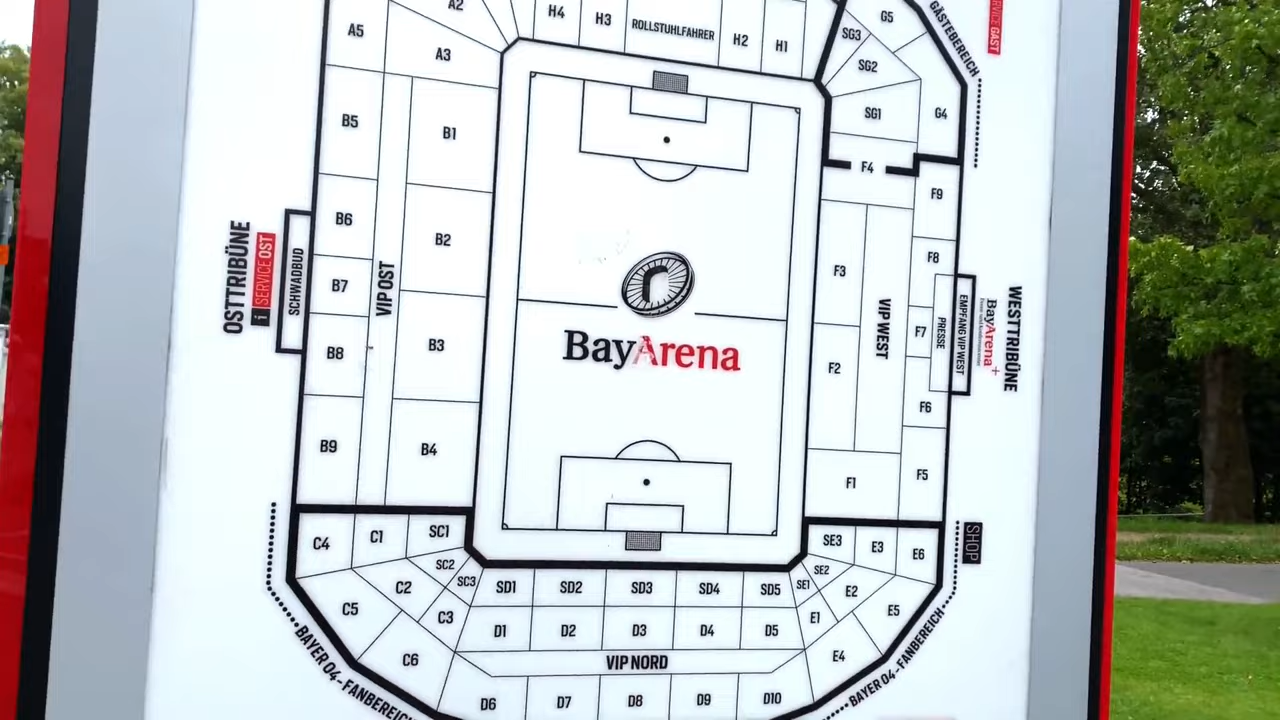 A2
H4
H3
ROLLSTUHLFAHRER
H2
H1
G5
GÄSTEBEREICH
SERVICE GAST
A5
A3
SG3
SG2
SG1
G4
B5
B1
F4
F9
B6
B2
F3
F8
OSTTRIBÜNE
i SERVICE OST
SCHWADBUD
B7
VIP OST
VIP WEST
F7
PRESSE
EMPFANG VIP WEST
BayArena+
WESTTRIBÜNE
BayArena
B8
B3
F2
F6
B9
B4
F1
F5
C4
C1
SC1
SE3
E3
E6
SHOP
SC2
SC3
SD1
SD2
SD3
SD4
SD5
SE1
SE2
C5
C2
C3
D1
D2
D3
D4
D5
E1
E2
E5
C6
VIP NORD
E4
BAYER 04-FANBEREICH
BAYER 04-FANBEREICH
D6
D7
D8
D9
D10